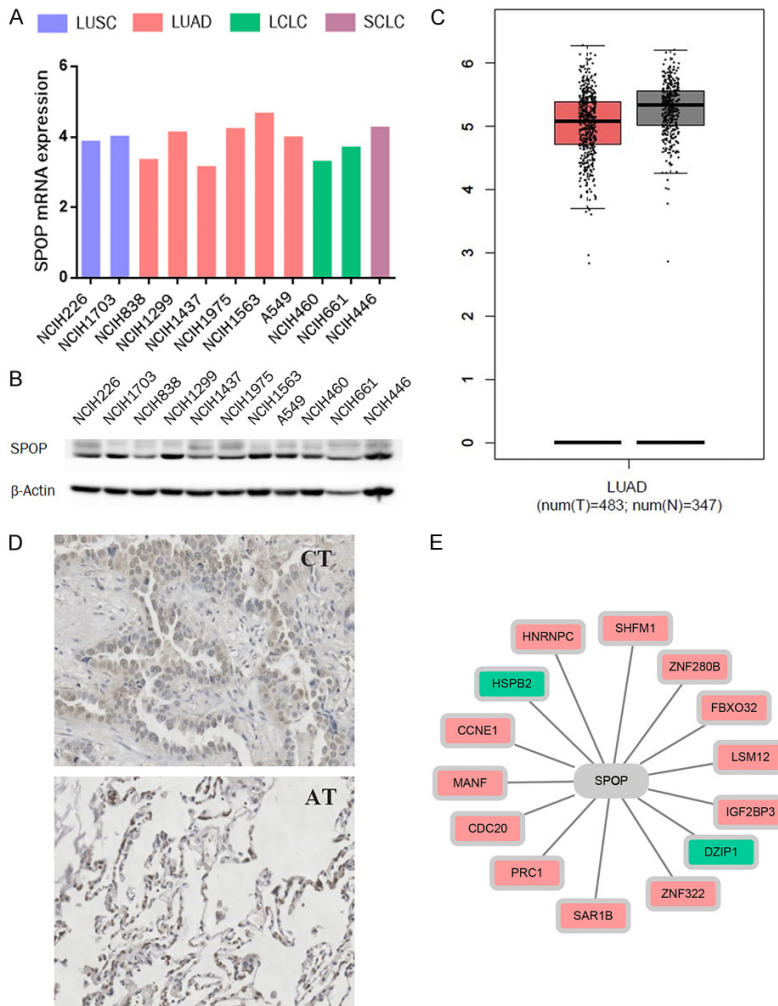 A
LUSC LUAD LCLC SCLC
SPOP mRNA expression
6
4
2
0
NCIH226
NCIH1703
NCIH838
NCIH1299
NCIH1437
NCIH1975
NCIH1563
A549
NCIH460
NCIH661
NCIH446
B
NCIH226
NCIH1703
NCIH838
NCIH1299
NCIH1437
NCIH1975
NCIH1563
A549
NCIH460
NCIH661
NCIH446
SPOP
β-Actin
C
6
5
4
3
2
1
0
LUAD
(num(T)=483; num(N)=347)
D
CT
AT
E
SHFM1
HNRNPC
ZNF280B
HSPB2
FBXO32
CCNE1
LSM12
MANF
SPOP
IGF2BP3
CDC20
DZIP1
PRC1
ZNF322
SAR1B